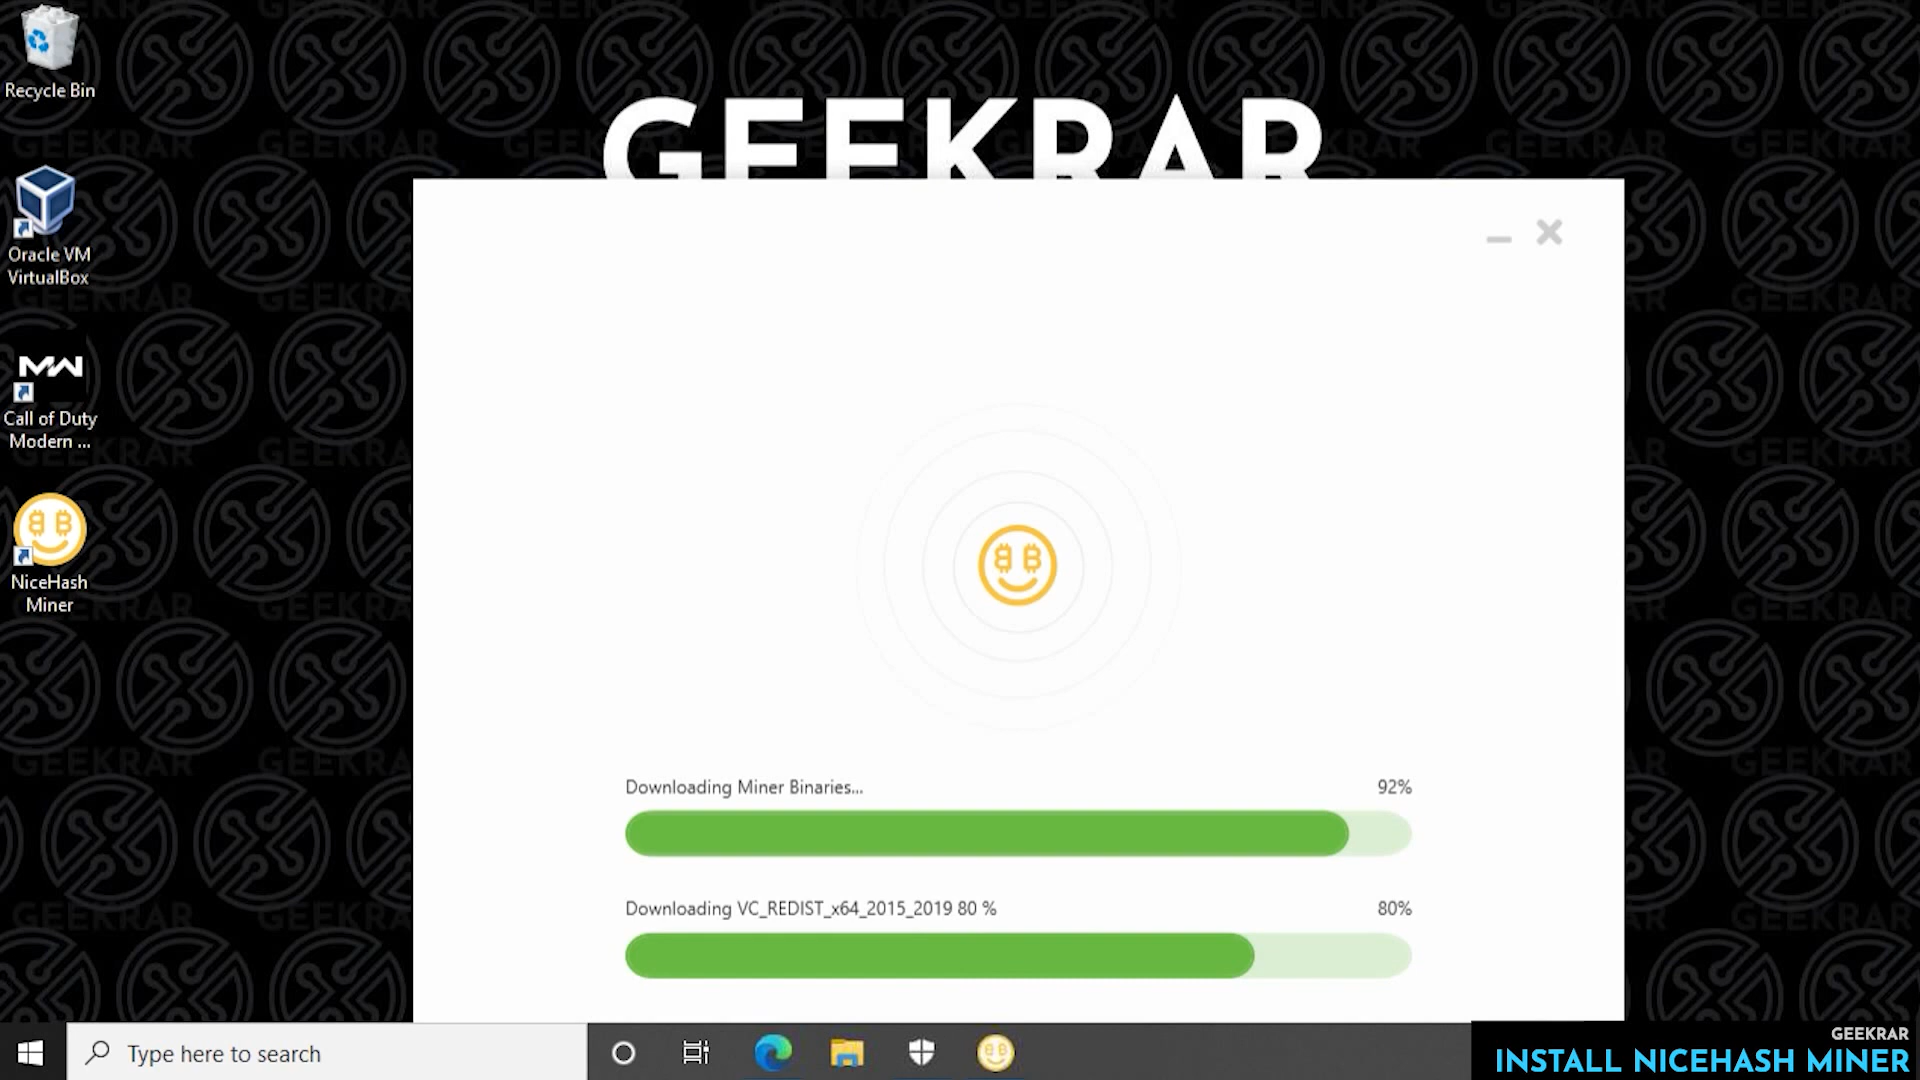 Recycle Bin
Oracle VM
VirtualBox
MW
Call of Duty
Modern ...
NiceHash
Miner
GEEKRAR
Downloading Miner Binaries...
92%
Downloading VC_REDIST_x64_2015_2019 80 %
80%
Type here to search
GEEKRAR
INSTALL NICEHASH MINER